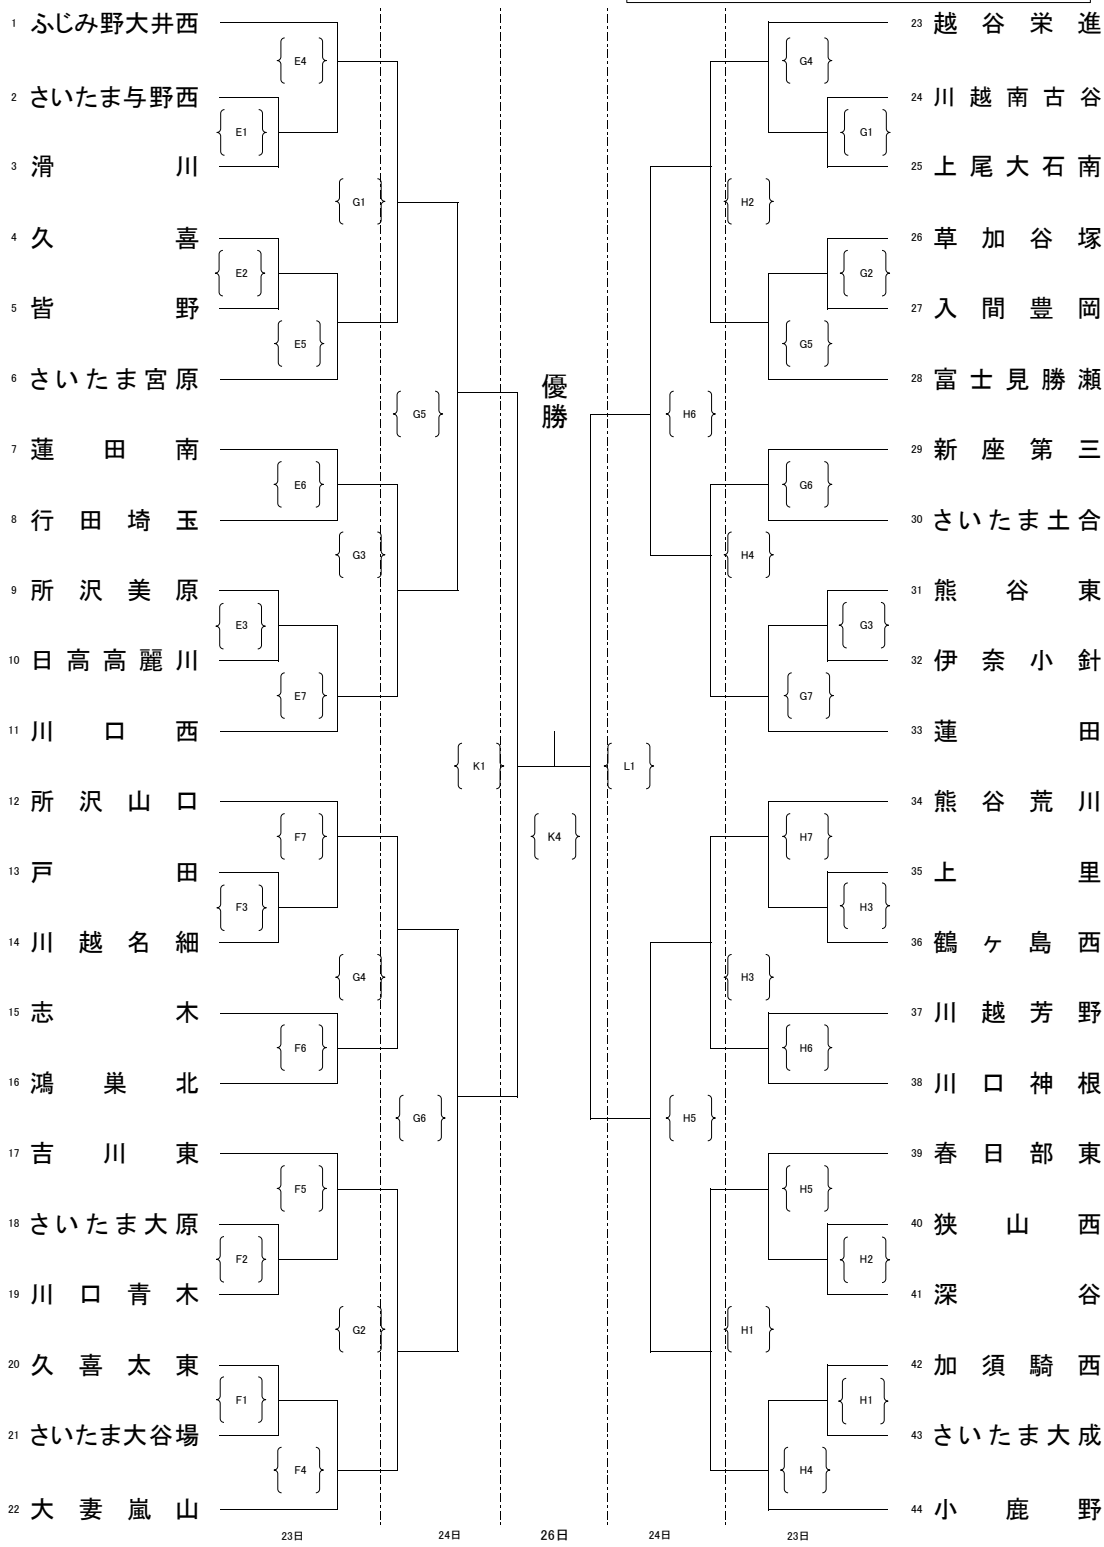 1 ふじみ野大井西
2 さいたま与野西
3 滑川
4 久喜
5 皆野
6 さいたま宮原
7 蓮田南
8 行田埼玉
9 所沢美原
10 日高高麗川
11 川口西
12 所沢山口
13 戸田
14 川越名細
15 志木
16 鴻巣北
17 吉川東
18 さいたま大原
19 川口青木
20 久喜太東
21 さいたま大谷場
22 大妻嵐山
E4
E1
E2
E5
E6
E3
E7
F7
F3
F6
F5
F2
F1
F4
G1
G3
G4
G2
G5
G6
K1
優勝
K4
L1
H6
H5
H2
H4
H3
H1
G4
G1
G2
G5
G6
G3
G7
H7
H3
H6
H5
H2
H1
H4
23 越谷栄進
24 川越南古谷
25 上尾大石南
26 草加谷塚
27 入間豊岡
28 富士見勝瀬
29 新座第三
30 さいたま土合
31 熊谷東
32 伊奈小針
33 蓮田
34 熊谷荒川
35 上里
36 鶴ヶ島西
37 川越芳野
38 川口神根
39 春日部東
40 狭山西
41 深谷
42 加須騎西
43 さいたま大成
44 小鹿野
23日 24日 26日 24日 23日